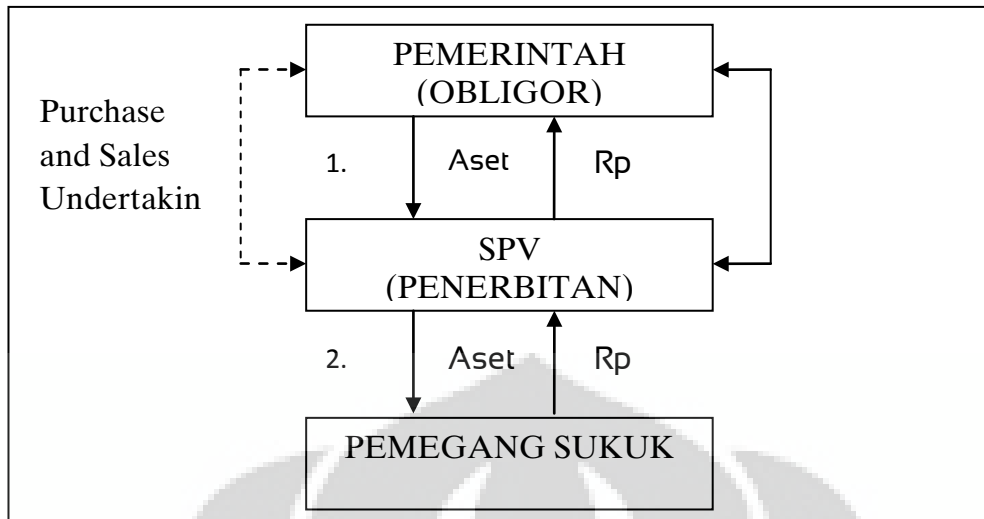 PEMERINTAH
(OBLIGOR)
Purchase
and Sales
Undertakin
1. Aset Rp
SPV
(PENERBITAN)
2. Aset Rp
PEMEGANG SUKUK